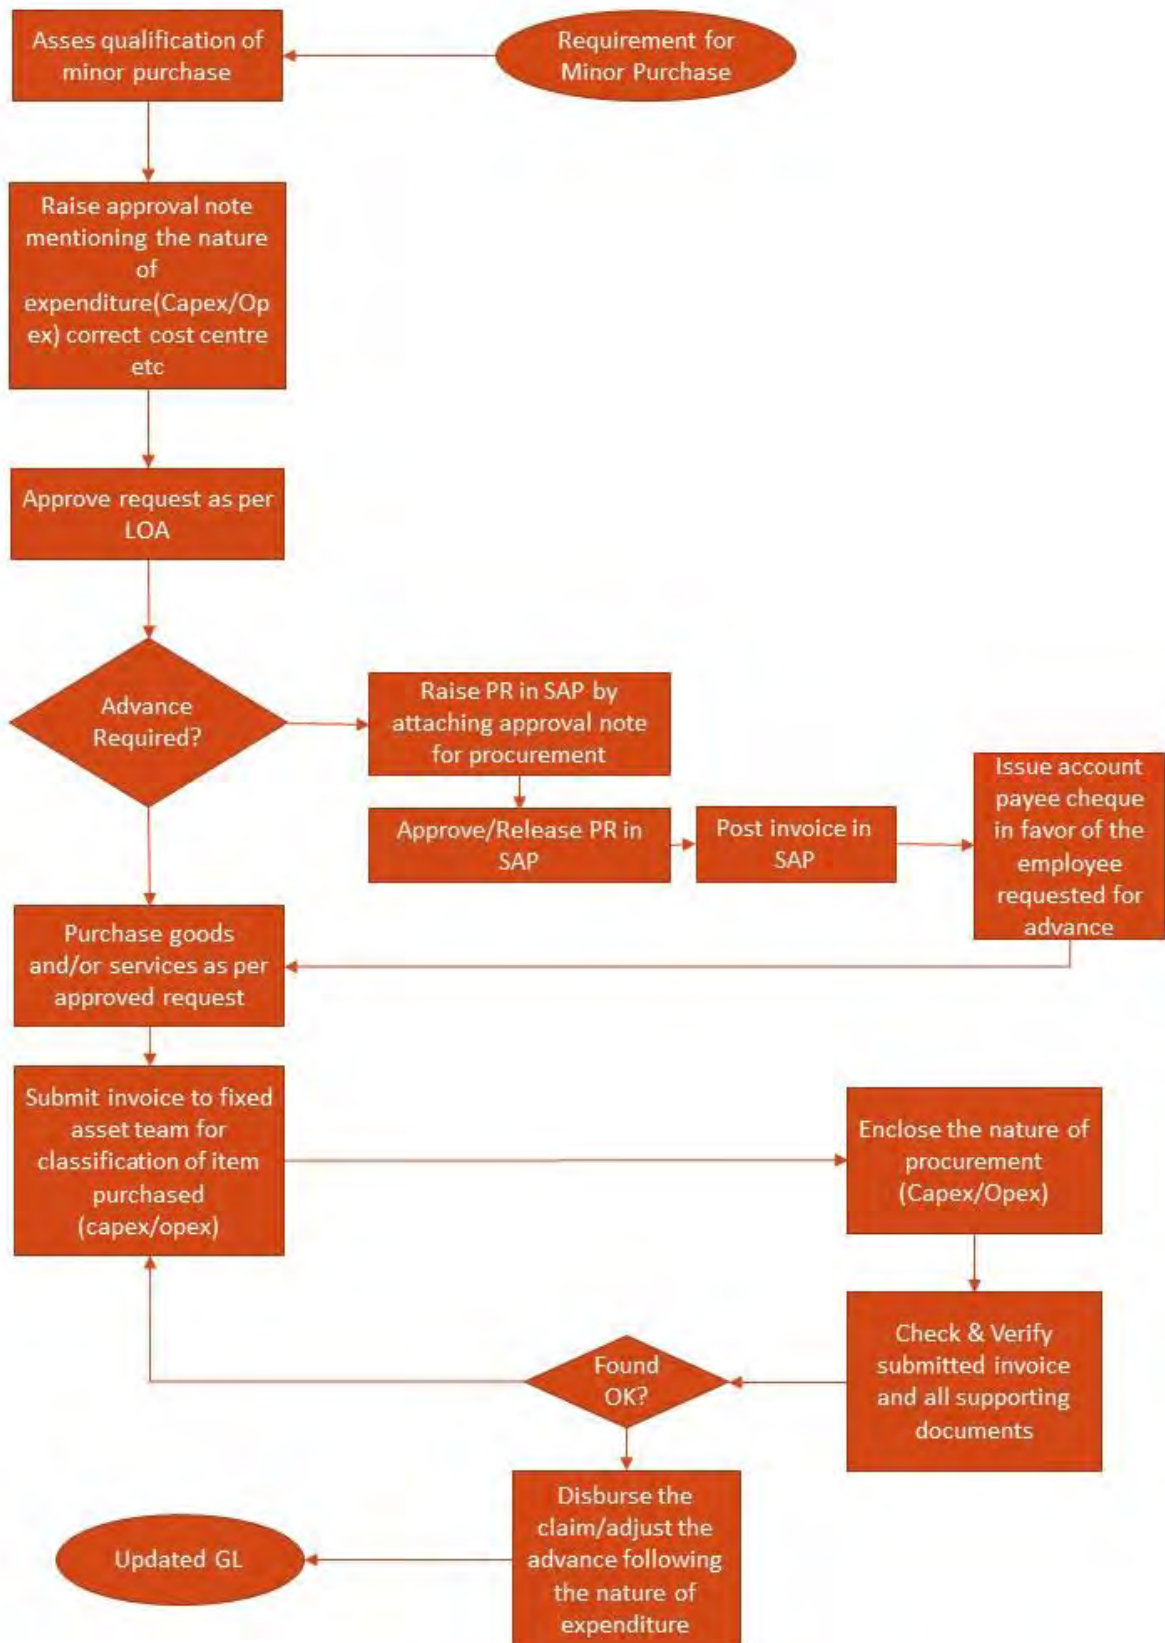 Asses qualification of
minor purchase
Requirement for
Minor Purchase
Raise approval note
mentioning the nature
of
expenditure(Capex/Op
ex) correct cost centre
etc
Approve request as per
LOA
Advance
Required?
Raise PR in SAP by
attaching approval note
for procurement
Approve/Release PR in
SAP
Post invoice in
SAP
Issue account
payee cheque
in favor of the
employee
requested for
advance
Purchase goods
and/or services as per
approved request
Submit invoice to fixed
asset team for
classification of item
purchased
(capex/opex)
Enclose the nature of
procurement
(Capex/Opex)
Check & Verify
submitted invoice
and all supporting
documents
Found
OK?
Disburse the
claim/adjust the
advance following
the nature of
expenditure
Updated GL